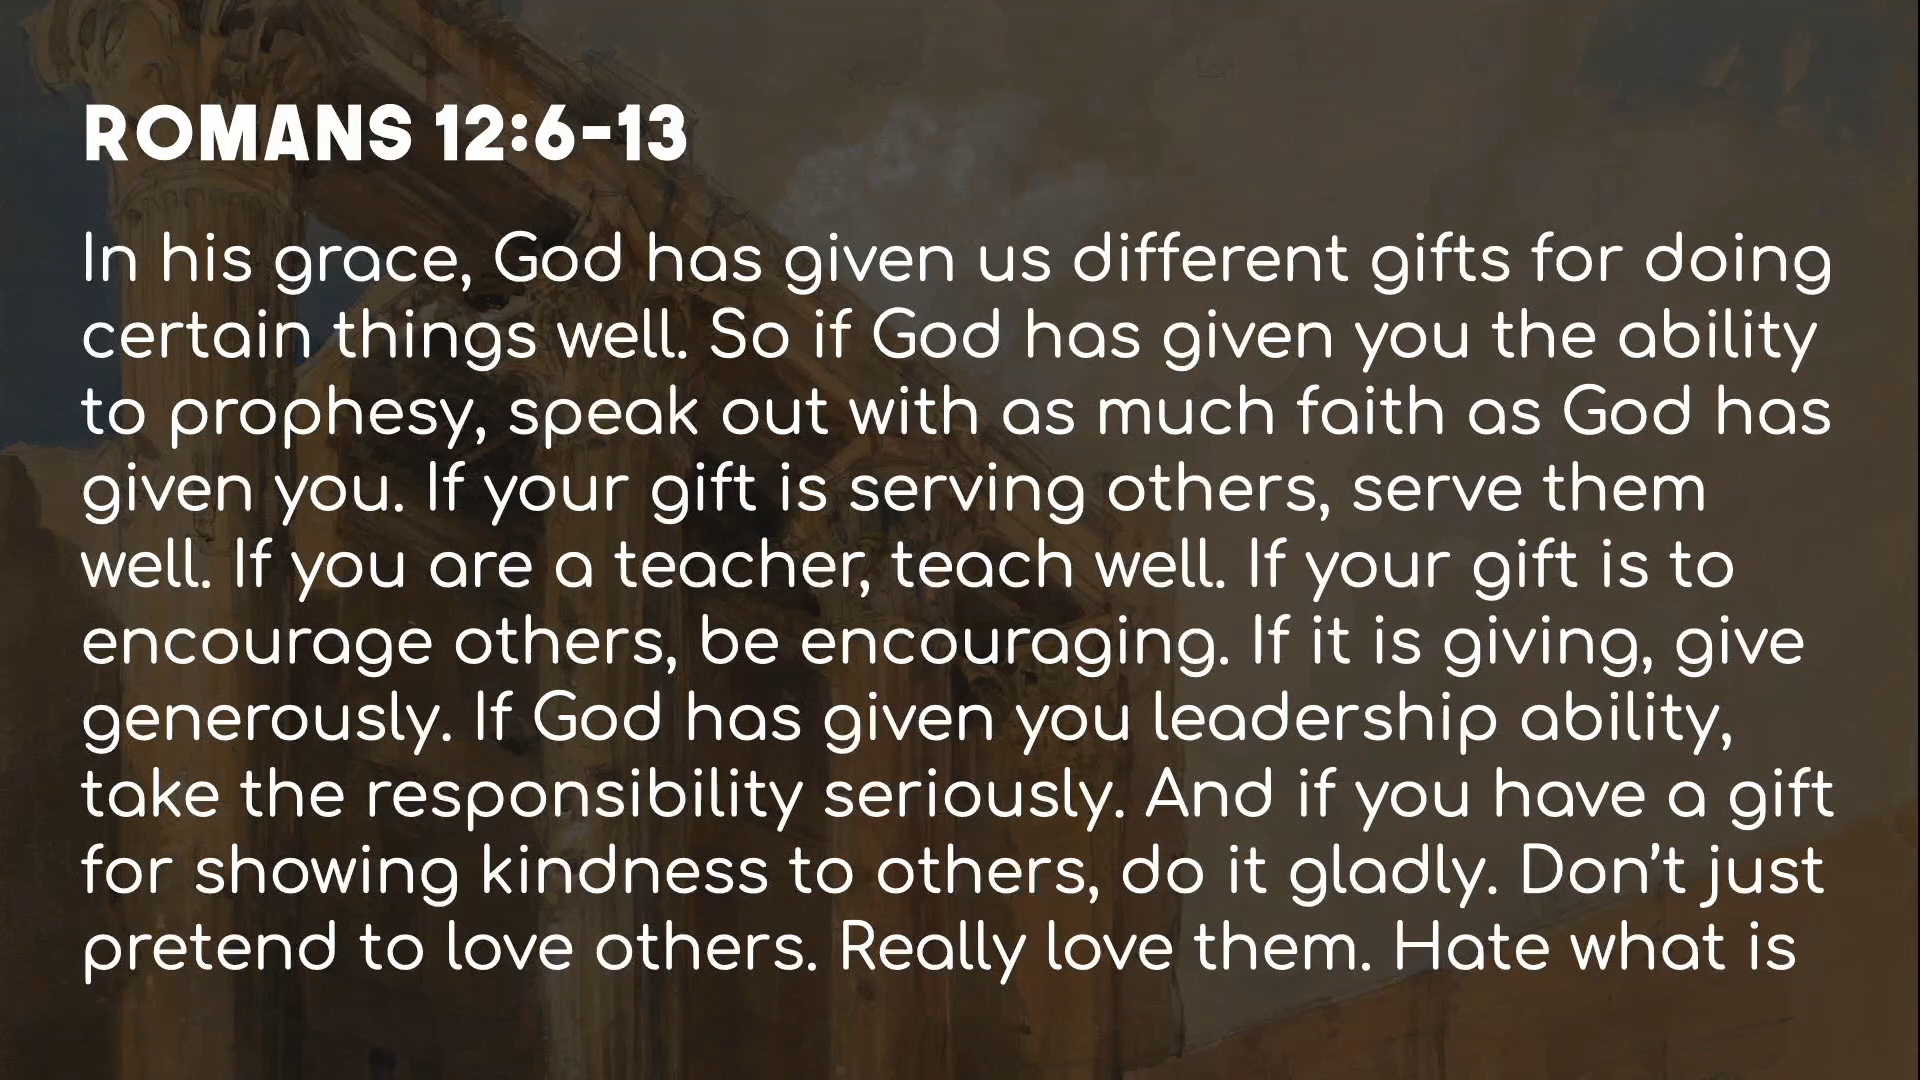 ROMANS 12:6-13
In his grace, God has given us different gifts for doing
certain things well. So if God has given you the ability
to prophesy, speak out with as much faith as God has
given you. If your gift is serving others, serve them
well. If you are a teacher, teach well. If your gift is to
encourage others, be encouraging. If it is giving, give
generously. If God has given you leadership ability,
take the responsibility seriously. And if you have a gift
for showing kindness to others, do it gladly. Don’t just
pretend to love others. Really love them. Hate what is